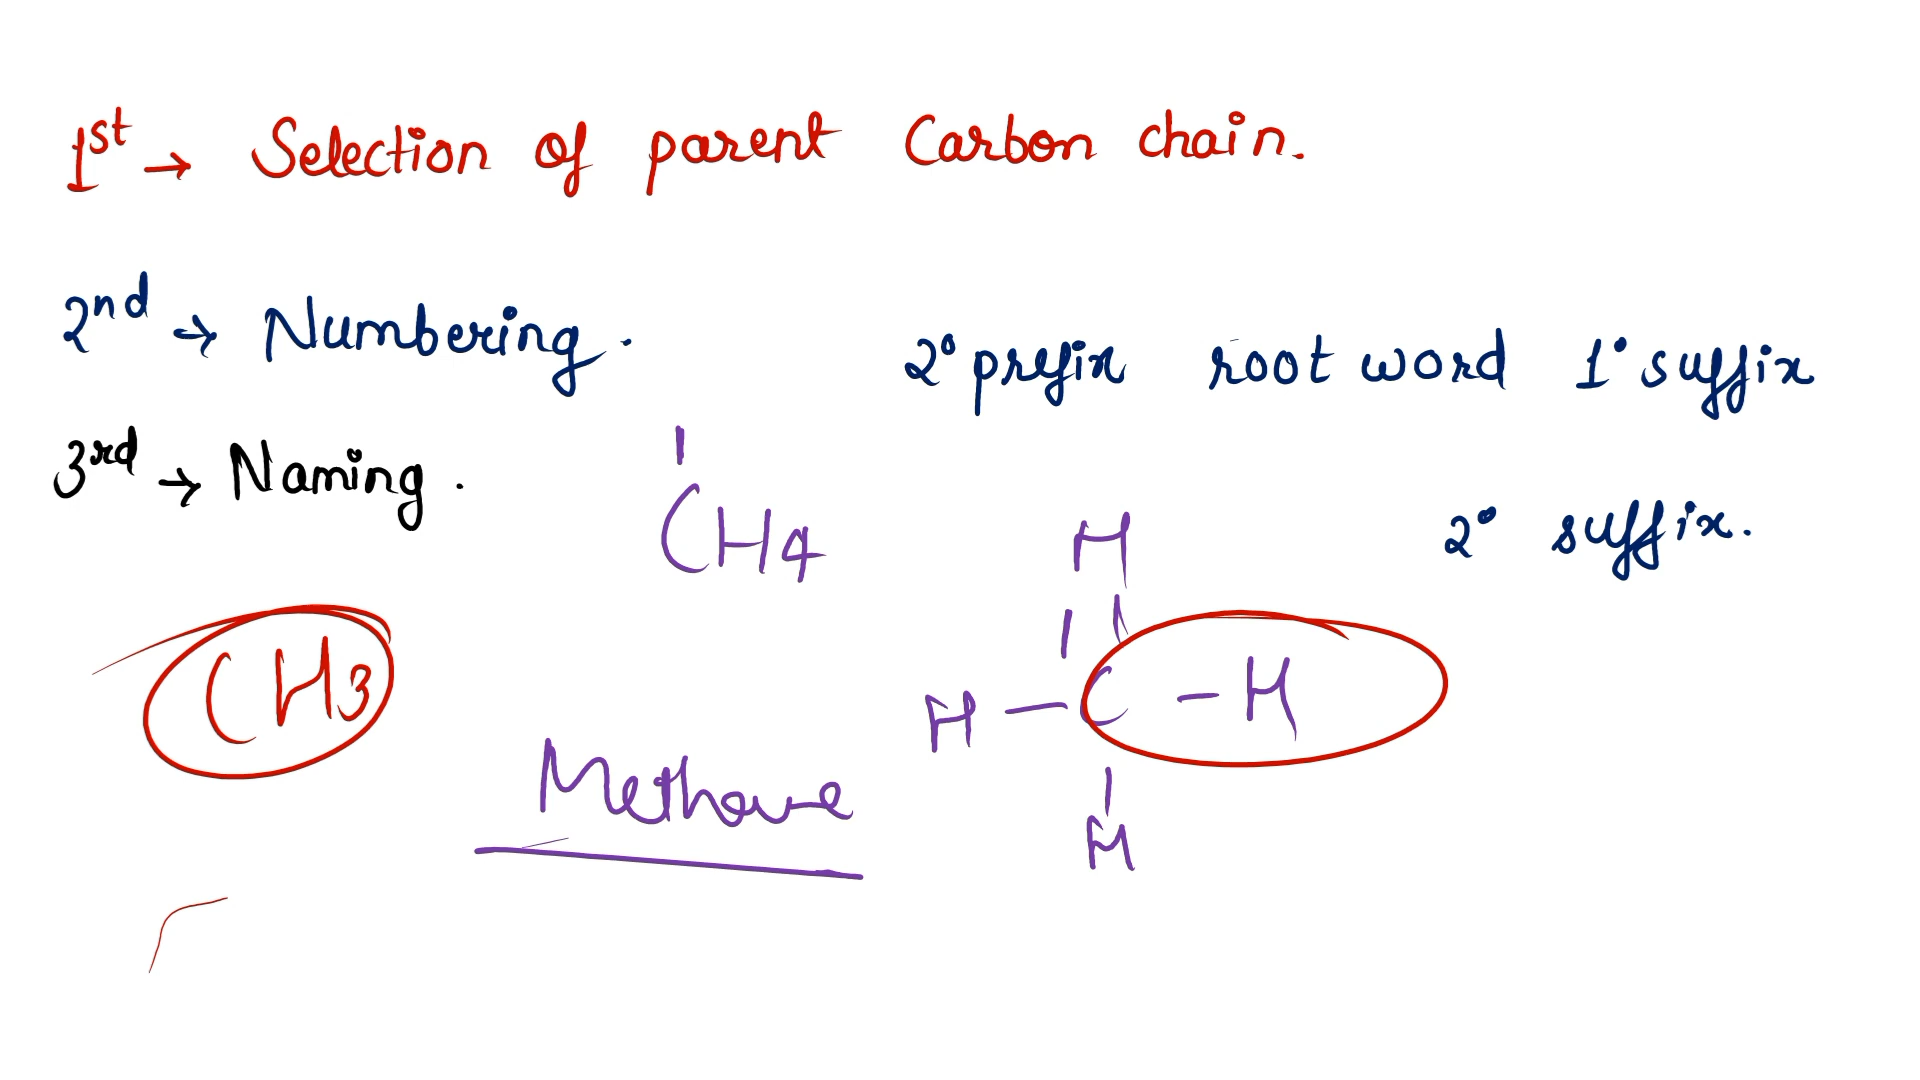 1st → Selection of parent Carbon chain.
2nd → Numbering.
2° prefix root word 1° suffix
3rd → Naming.
CH4
2° suffix.
H
CH3
H — C — H
Methane
H